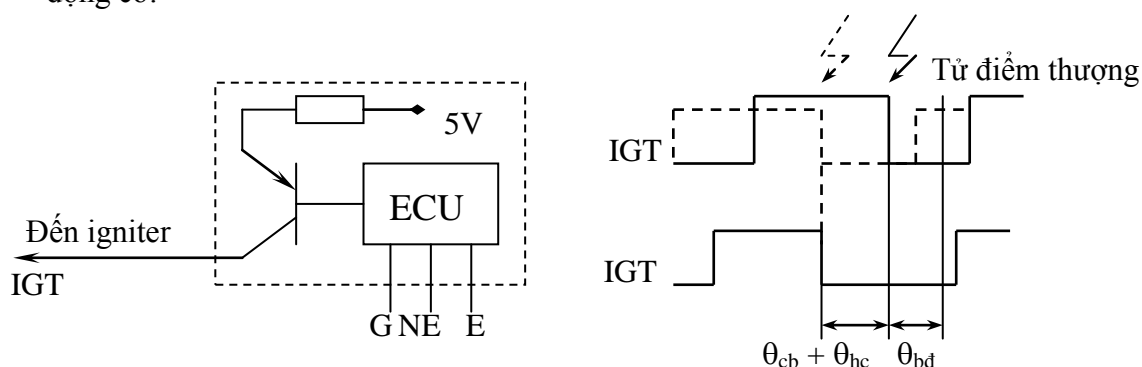 động cơ.
5V
ECU
Đến igniter
IGT
G NE E
Tử điểm thượng
IGT
IGT
θcb + θhc θbđ